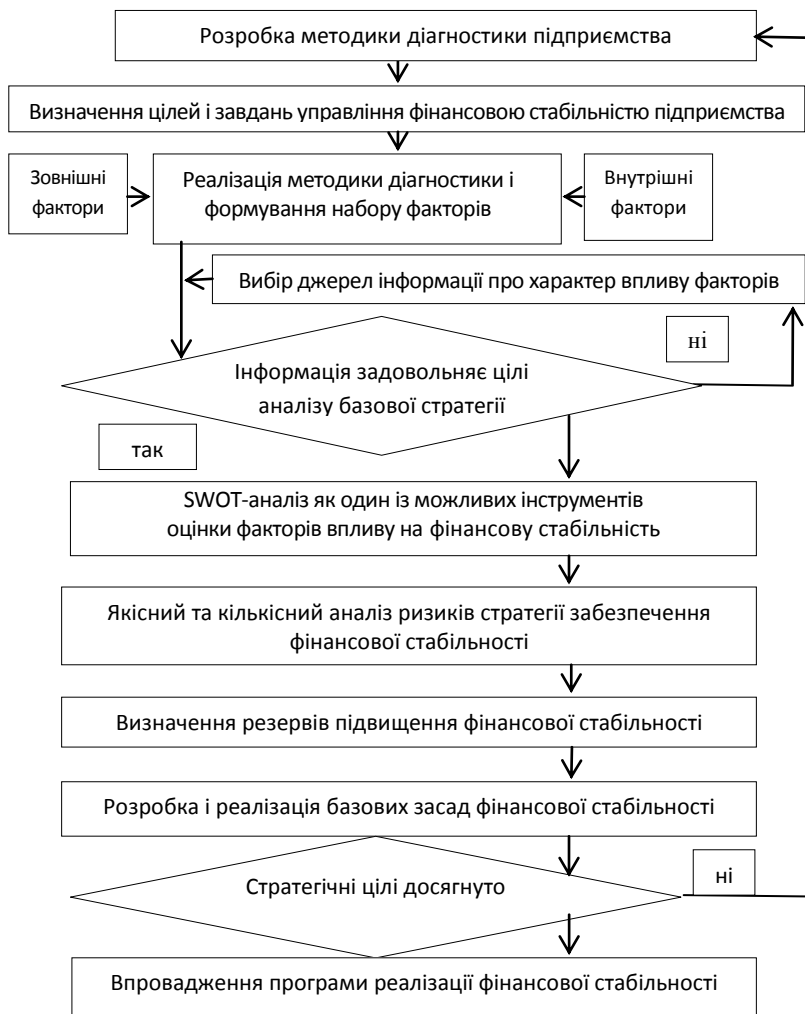 Розробка методики діагностики підприємства
Визначення цілей і завдань управління фінансовою стабільністю підприємства
Зовнішні
фактори
Реалізація методики діагностики і
формування набору факторів
Внутрішні
фактори
Вибір джерел інформації про характер впливу факторів
ні
Інформація задовольняє цілі
аналізу базової стратегії
так
SWOT-аналіз як один із можливих інструментів
оцінки факторів впливу на фінансову стабільність
Якісний та кількісний аналіз ризиків стратегії забезпечення
фінансової стабільності
Визначення резервів підвищення фінансової стабільності
Розробка і реалізація базових засад фінансової стабільності
Стратегічні цілі досягнуто
ні
Впровадження програми реалізації фінансової стабільності